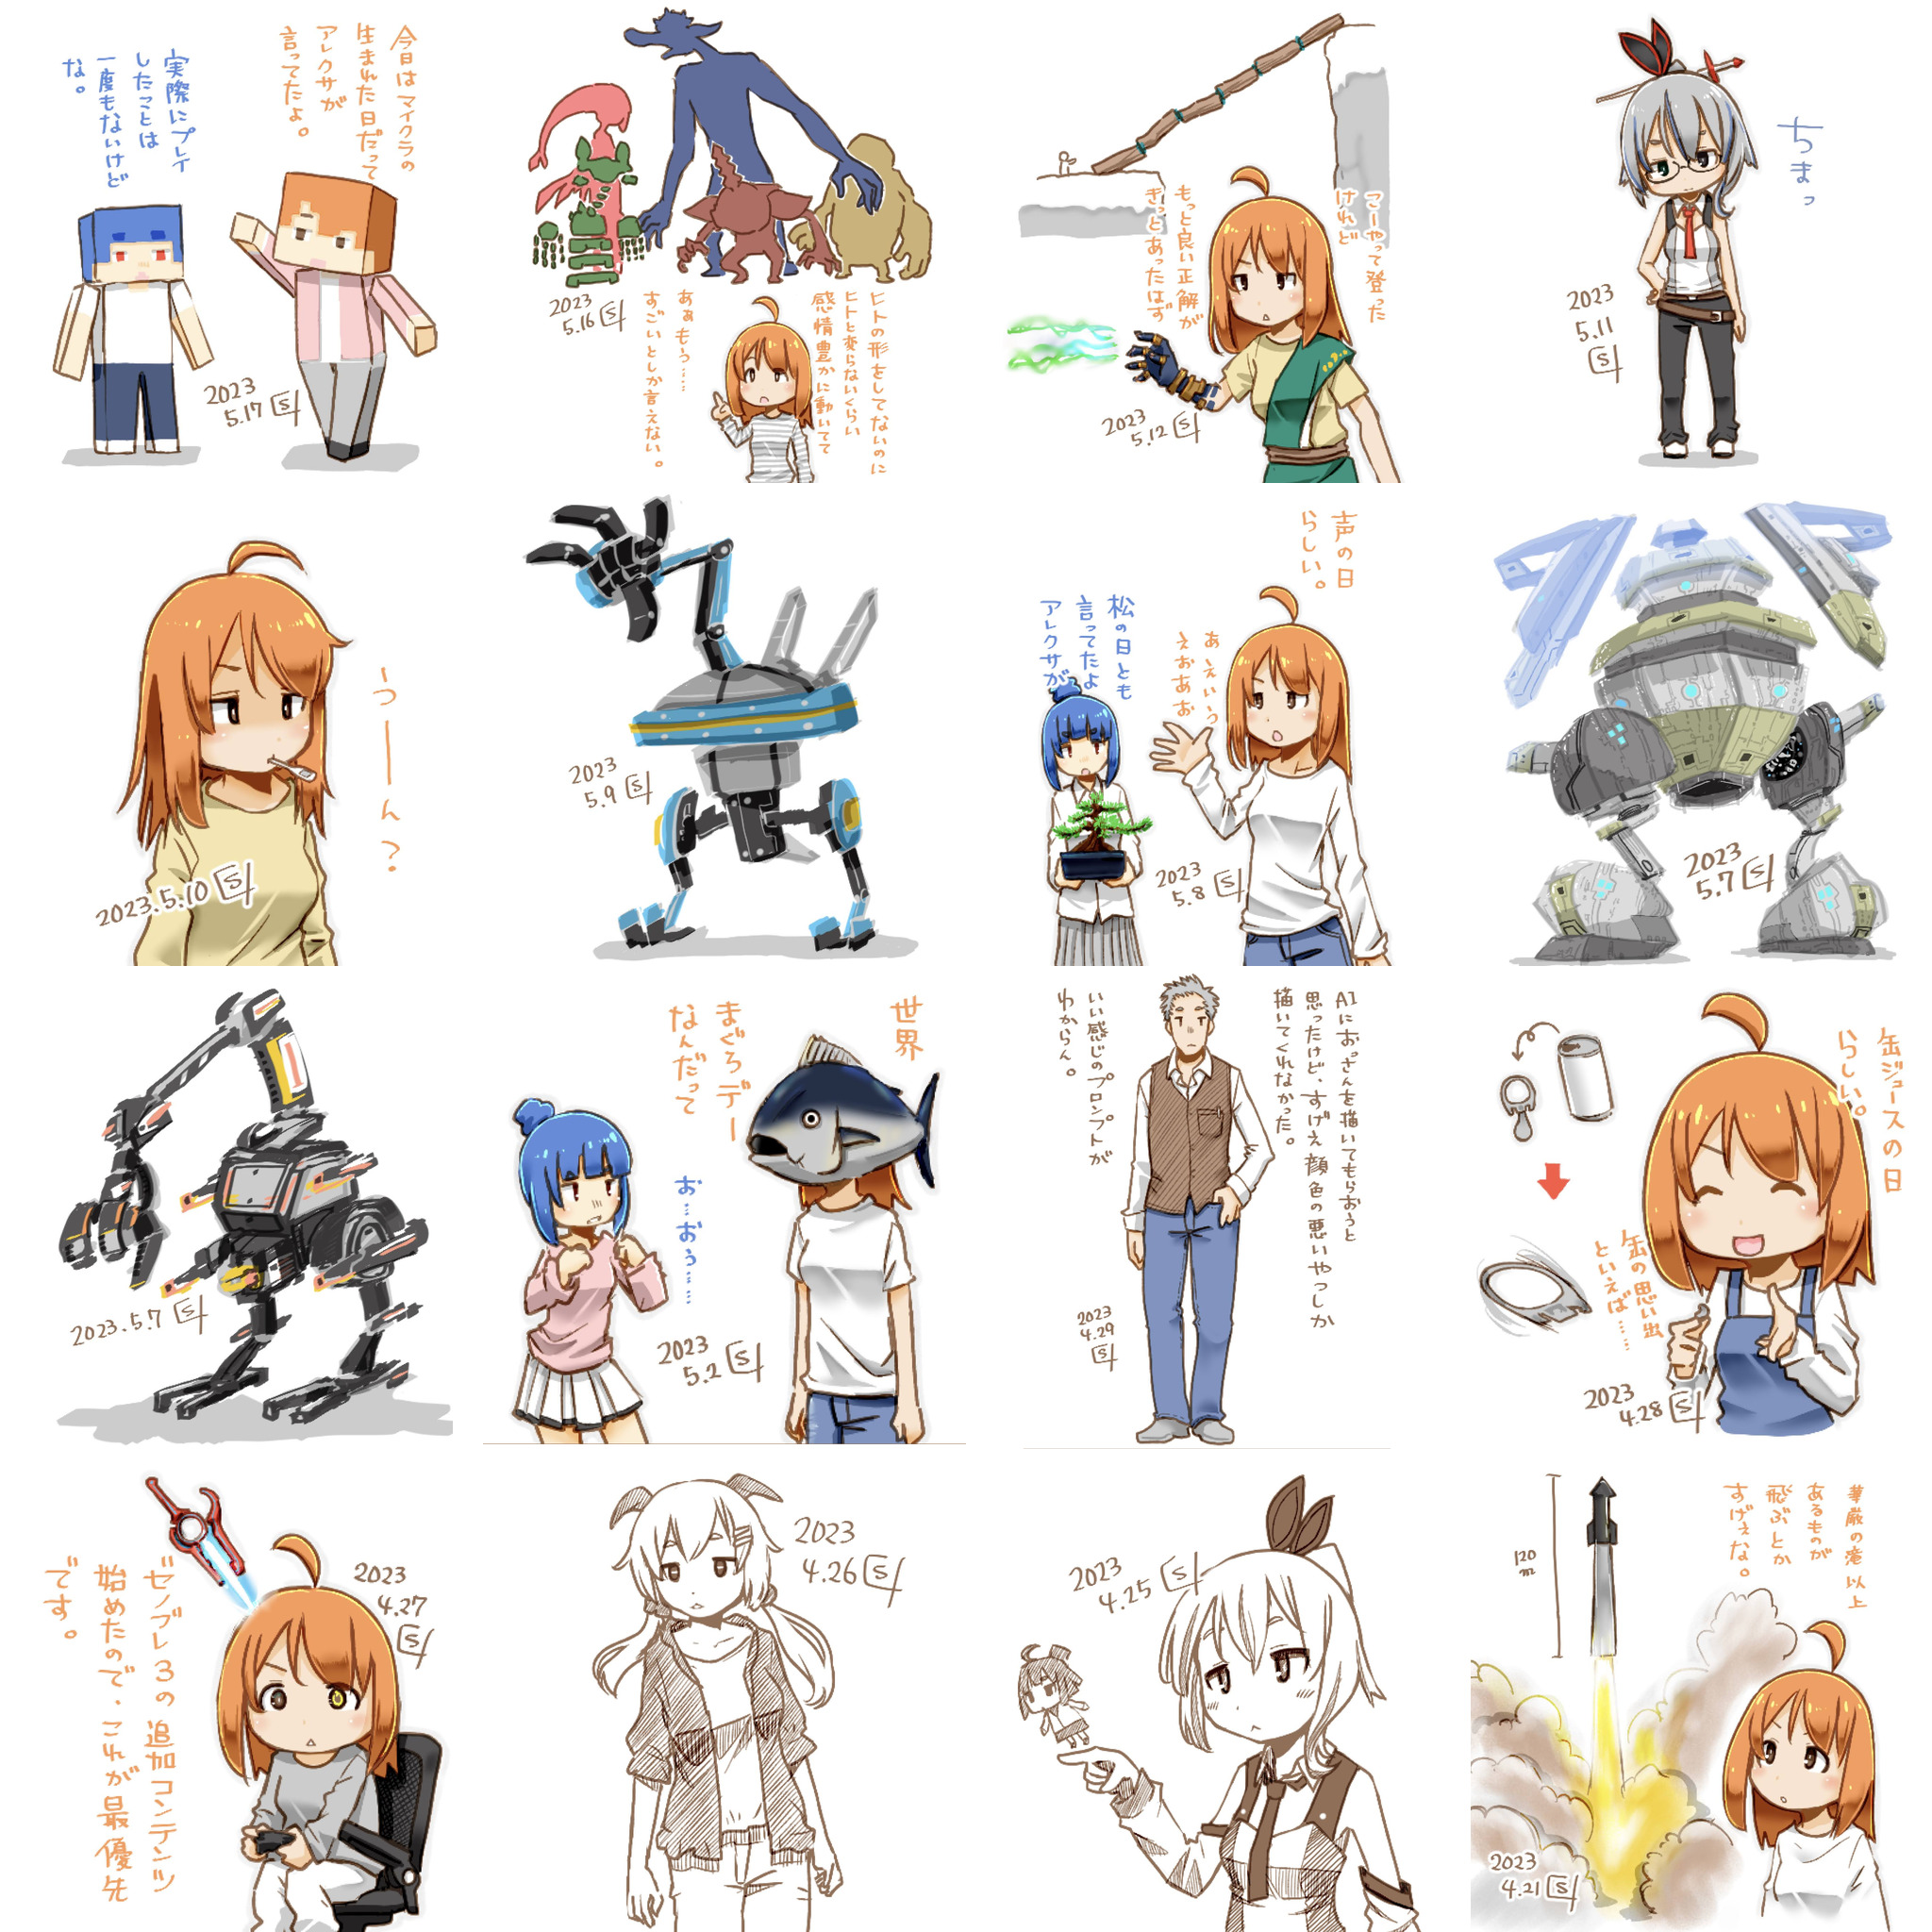 今日はマイクラの
生まれた日だって
アレクサが
言ってたよ。
実際にプレイ
したことは
一度もないけど
な。
2023
5.17 S
2023
5.16 S
ヒトの形をしてないのに
ヒトと変らないくらい
感情豊かに動いてて
ああもう……
すごいとしか言えない。
こーやって登った
けれど
もっと良い正解が
きっとあったはず
2023
5.12 S
ちまっ
2023
5.11
S
うーーん?
2023.5.10 S
2023
5.9 S
声の日
らしい。
あえいう
えおあお
松の日とも
言ってたよ
アレクサが
2023
5.8 S
2023
5.7 S
1
2023.5.7 S
世界
まぐろデー
なんだって
お…おう……
2023
5.2 S
AIにおっさんを描いてもらおうと
思ったけど、すげえ顔色の悪いやっしか
描いてくれなかった。
いい感じのプロンプトが
わからん。
2023
4.29
S
缶ジュースの日
らしい。
缶の思い出
といえば……
2023
4.28 S
2023
4.27
S
ゼノブレ3の追加コンテンツ
始めたので、これが最優先
です。
2023
4.26 S
2023
4.25 S
120
m
華厳の滝以上
あるものが
飛ぶとか
すげぇな。
2023
4.21 S